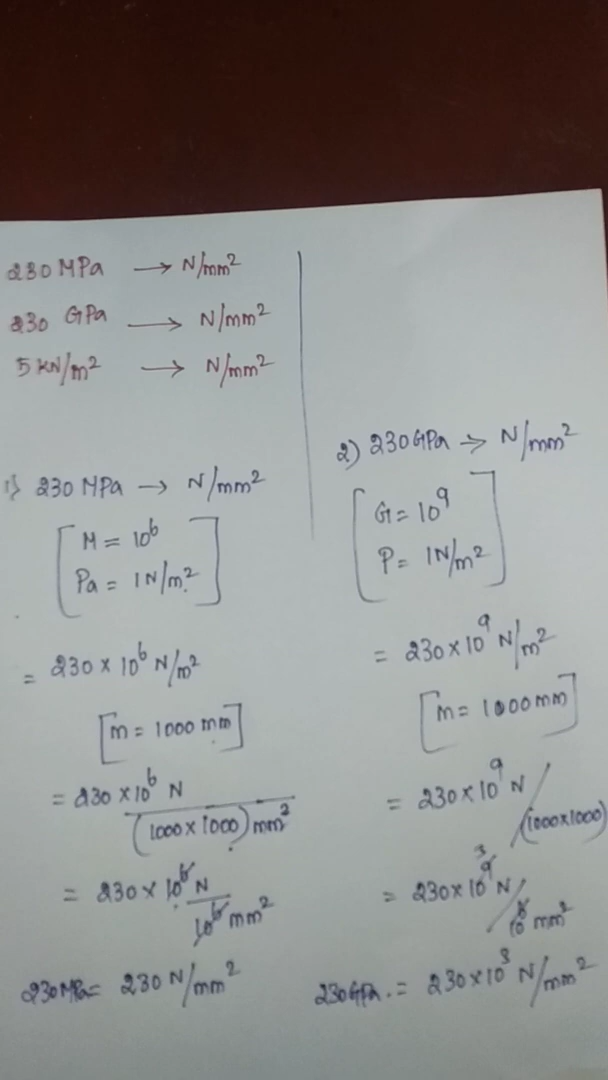 230 MPa → N/mm²
230 GPa → N/mm²
5 kN/m² → N/mm²
1) 230 MPa → N/mm²
[M = 10⁶
Pa = 1N/m²]
= 230 × 10⁶ N/m²
[m = 1000 mm]
= 230 × 10⁶ N
(1000 × 1000) mm²
= 230 × 10⁶ N
10⁶ mm²
230 MPa = 230 N/mm²
2) 230 GPa → N/mm²
[G = 10⁹
P = 1N/m²]
= 230 × 10⁹ N/m²
[m = 1000 mm]
= 230 × 10⁹ N / (1000×1000)
3
= 230 × 10⁹ N / 10⁶ mm²
230 GPa. = 230 × 10³ N/mm²